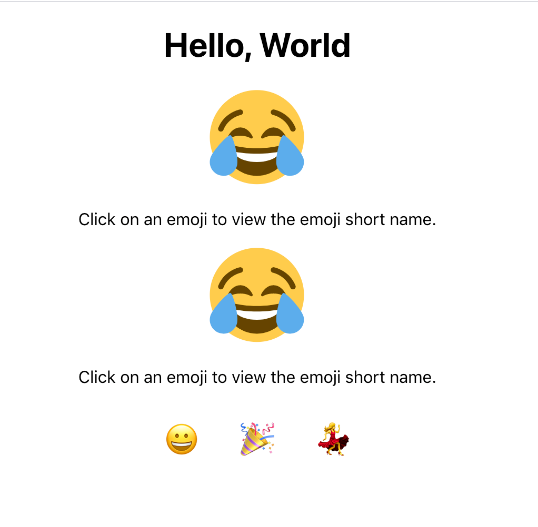 Hello, World
Click on an emoji to view the emoji short name.
Click on an emoji to view the emoji short name.